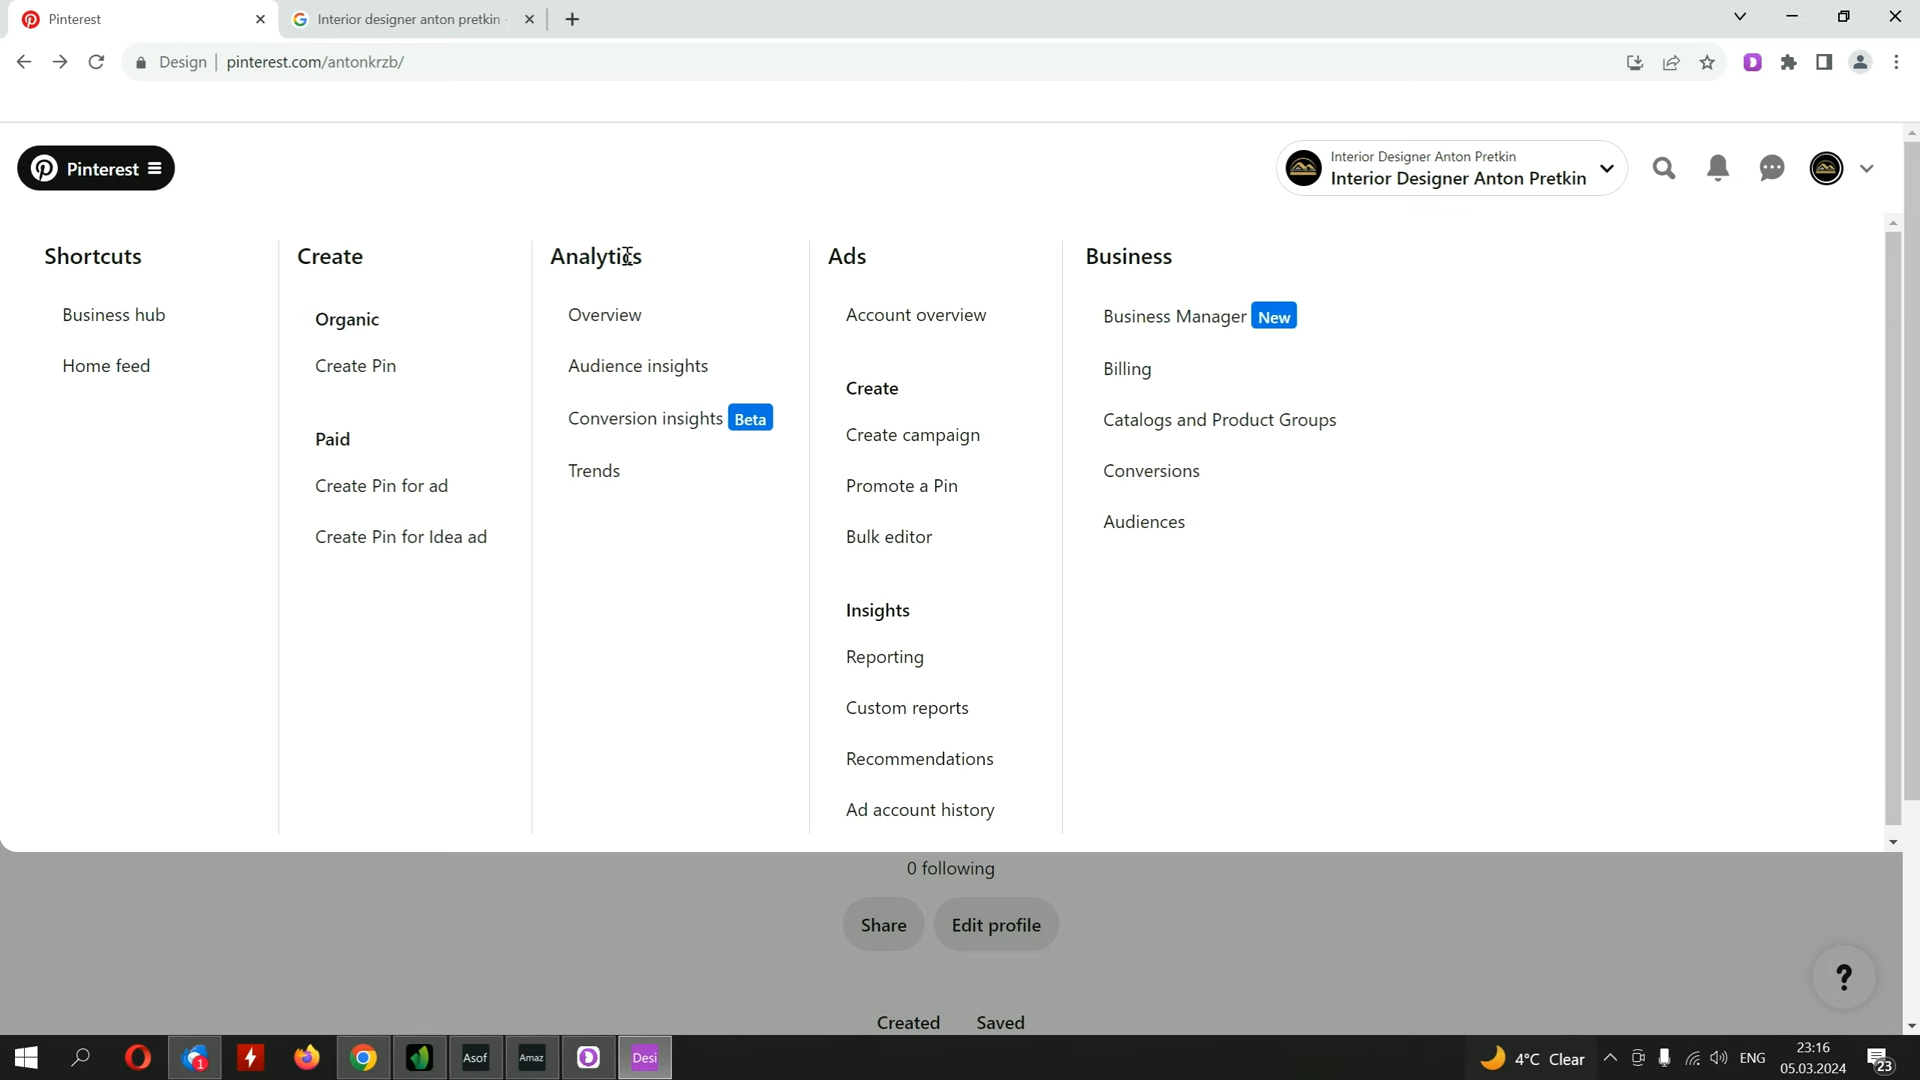 Pinterest
Interior designer anton pretkin -
Design | pinterest.com/antonkrzb/
Pinterest
Interior Designer Anton Pretkin
Interior Designer Anton Pretkin
Shortcuts
Business hub
Home feed
Create
Organic
Create Pin
Paid
Create Pin for ad
Create Pin for Idea ad
Analytics
Overview
Audience insights
Conversion insights Beta
Trends
Ads
Account overview
Create
Create campaign
Promote a Pin
Bulk editor
Insights
Reporting
Custom reports
Recommendations
Ad account history
Business
Business Manager New
Billing
Catalogs and Product Groups
Conversions
Audiences
0 following
Share Edit profile
Created Saved
?
1
Asof
Amaz
Desi
4°C Clear
ENG
23:16
05.03.2024
23